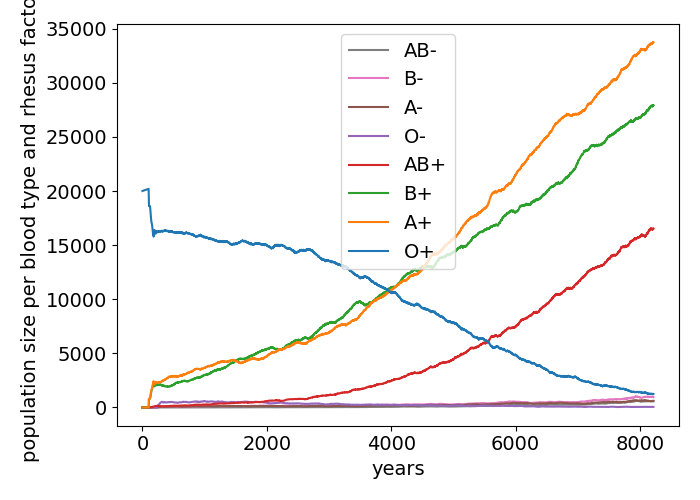 population size per blood type and rhesus facto
35000
30000
25000
20000
15000
10000
5000
0
AB-
B-
A-
O-
AB+
B+
A+
O+
0 2000 4000 6000 8000
years